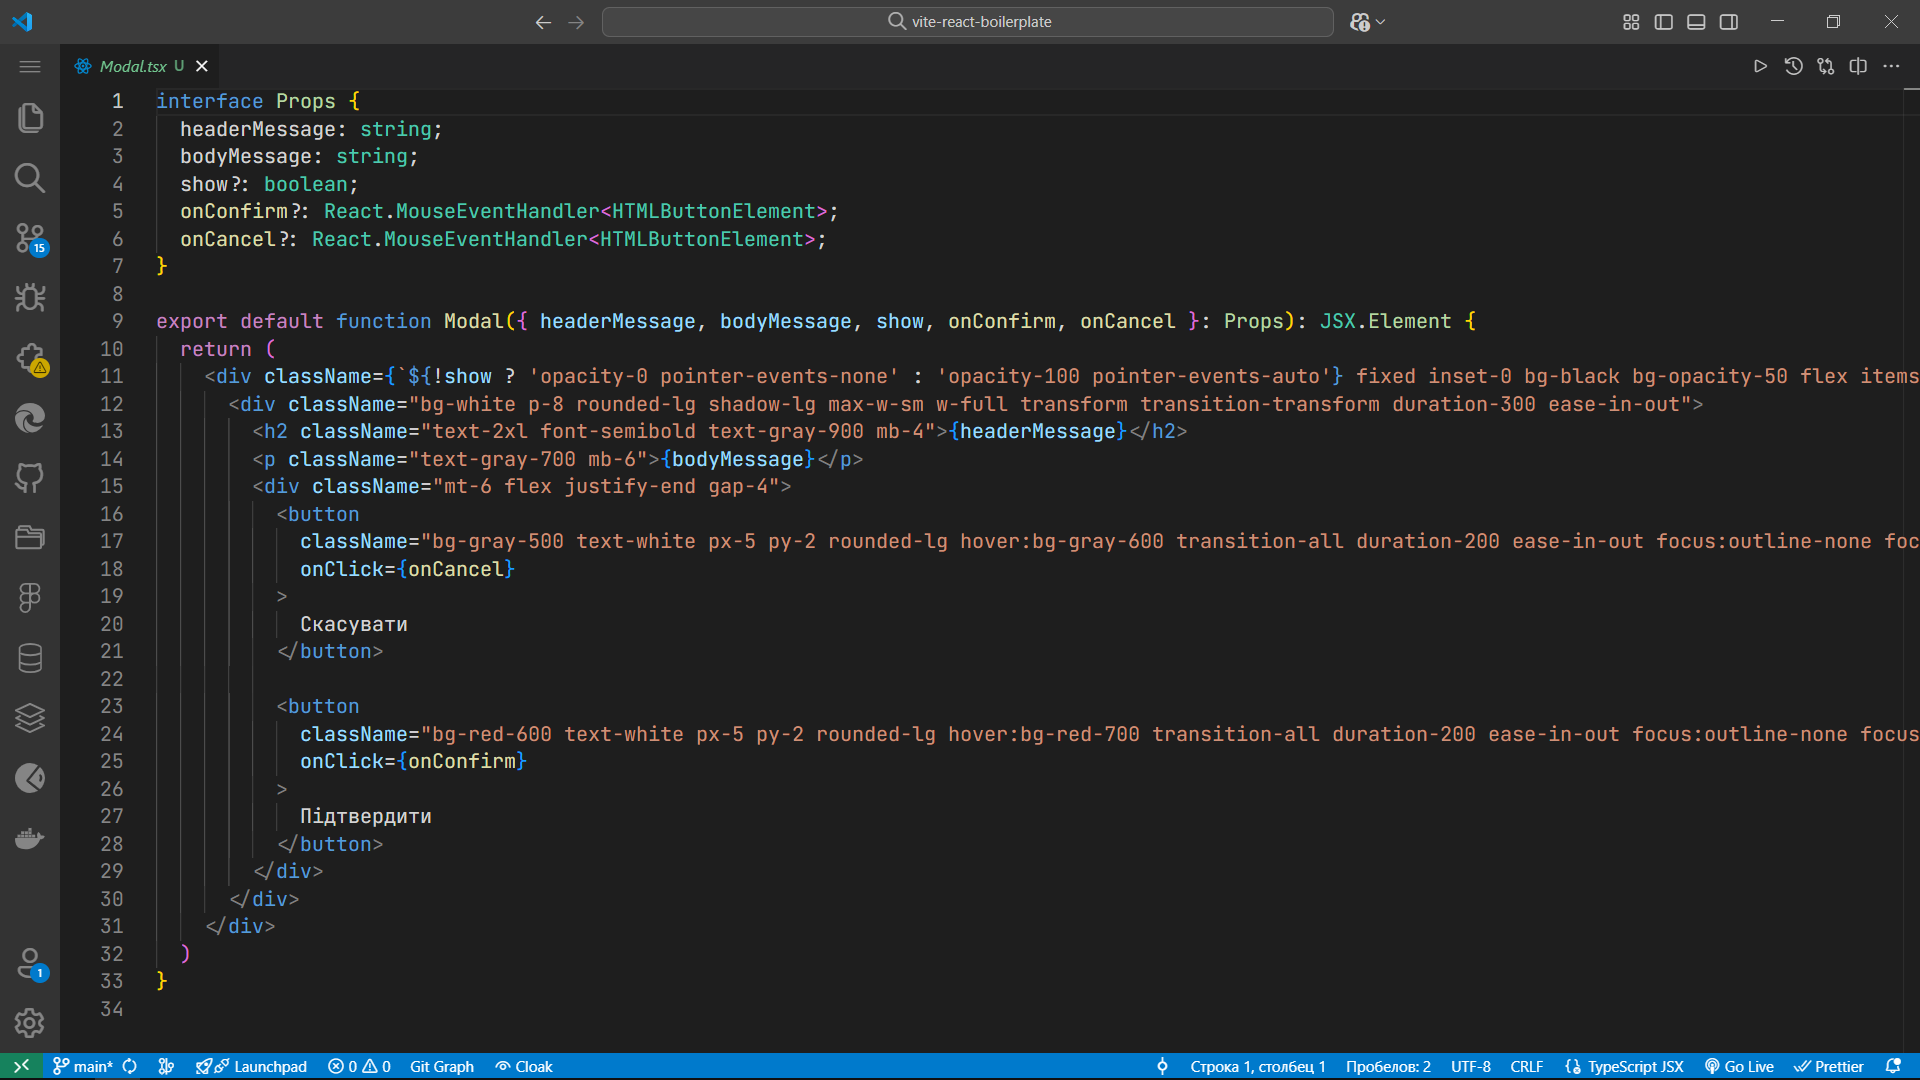 vite-react-boilerplate
Modal.tsx U
1 interface Props {
2   headerMessage: string;
3   bodyMessage: string;
4   show?: boolean;
5   onConfirm?: React.MouseEventHandler<HTMLButtonElement>;
6   onCancel?: React.MouseEventHandler<HTMLButtonElement>;
7 }
8
9 export default function Modal({ headerMessage, bodyMessage, show, onConfirm, onCancel }: Props): JSX.Element {
10   return (
11     <div className={`${!show ? 'opacity-0 pointer-events-none' : 'opacity-100 pointer-events-auto'} fixed inset-0 bg-black bg-opacity-50 flex items
12       <div className="bg-white p-8 rounded-lg shadow-lg max-w-sm w-full transform transition-transform duration-300 ease-in-out">
13         <h2 className="text-2xl font-semibold text-gray-900 mb-4">{headerMessage}</h2>
14         <p className="text-gray-700 mb-6">{bodyMessage}</p>
15         <div className="mt-6 flex justify-end gap-4">
16           <button
17             className="bg-gray-500 text-white px-5 py-2 rounded-lg hover:bg-gray-600 transition-all duration-200 ease-in-out focus:outline-none foc
18             onClick={onCancel}
19           >
20             Скасувати
21           </button>
22
23           <button
24             className="bg-red-600 text-white px-5 py-2 rounded-lg hover:bg-red-700 transition-all duration-200 ease-in-out focus:outline-none focus
25             onClick={onConfirm}
26           >
27             Підтвердити
28           </button>
29         </div>
30       </div>
31     </div>
32   )
33 }
34
15
1
main* Launchpad 0 0 Git Graph Cloak Строка 1, столбец 1 Пробелов: 2 UTF-8 CRLF TypeScript JSX Go Live Prettier